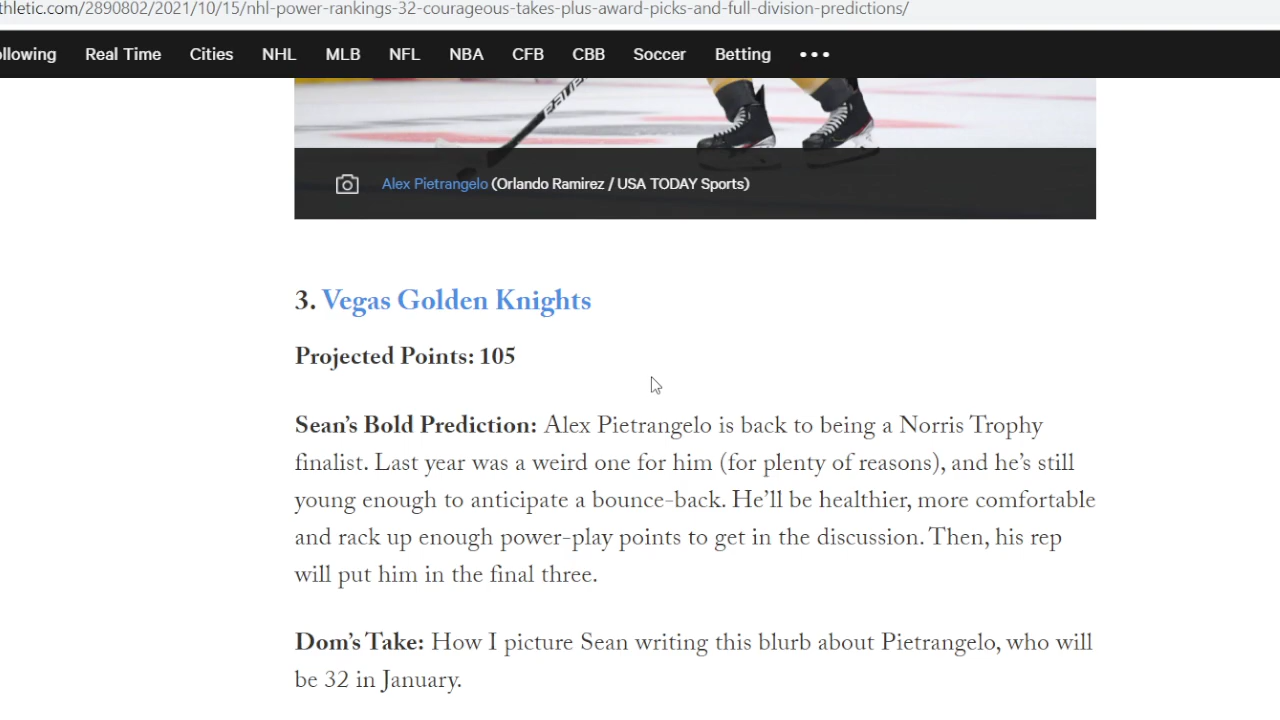 thletic.com/2890802/2021/10/15/nhl-power-rankings-32-courageous-takes-plus-award-picks-and-full-division-predictions/
ollowing Real Time Cities NHL MLB NFL NBA CFB CBB Soccer Betting •••
EAUL
Alex Pietrangelo (Orlando Ramirez / USA TODAY Sports)
3. Vegas Golden Knights
Projected Points: 105
Sean’s Bold Prediction: Alex Pietrangelo is back to being a Norris Trophy
finalist. Last year was a weird one for him (for plenty of reasons), and he’s still
young enough to anticipate a bounce-back. He’ll be healthier, more comfortable
and rack up enough power-play points to get in the discussion. Then, his rep
will put him in the final three.
Dom’s Take: How I picture Sean writing this blurb about Pietrangelo, who will
be 32 in January.